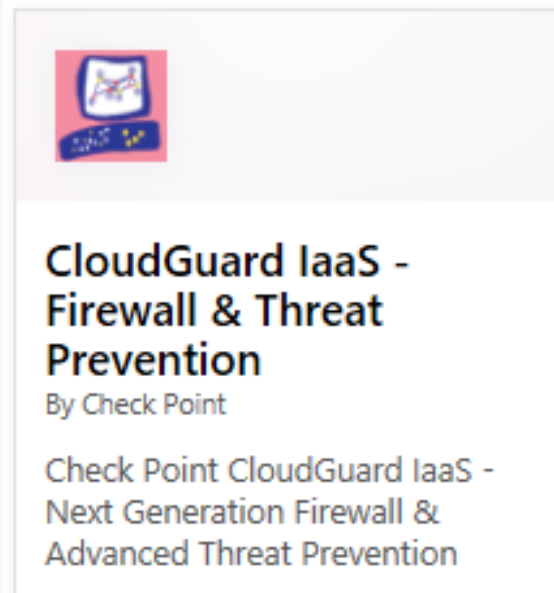 CloudGuard IaaS -
Firewall & Threat
Prevention
By Check Point
Check Point CloudGuard IaaS -
Next Generation Firewall &
Advanced Threat Prevention